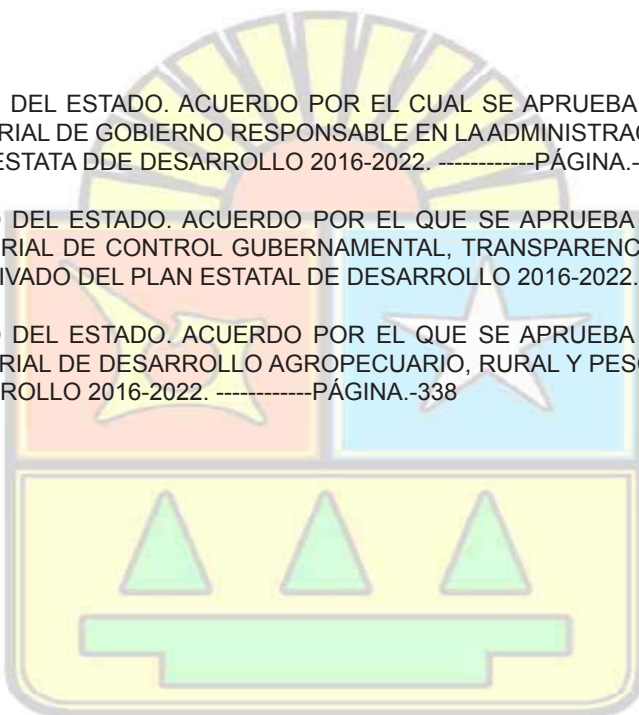 DEL ESTADO. ACUERDO POR EL CUAL SE APRUEBA
RIAL DE GOBIERNO RESPONSABLE EN LA ADMINISTRA
ESTATA DDE DESARROLLO 2016-2022. ------------PÁGINA.-
DEL ESTADO. ACUERDO POR EL QUE SE APRUEBA
RIAL DE CONTROL GUBERNAMENTAL, TRANSPARENC
IVADO DEL PLAN ESTATAL DE DESARROLLO 2016-2022.
DEL ESTADO. ACUERDO POR EL QUE SE APRUEBA
RIAL DE DESARROLLO AGROPECUARIO, RURAL Y PES
ROLLO 2016-2022. ------------PÁGINA.-338